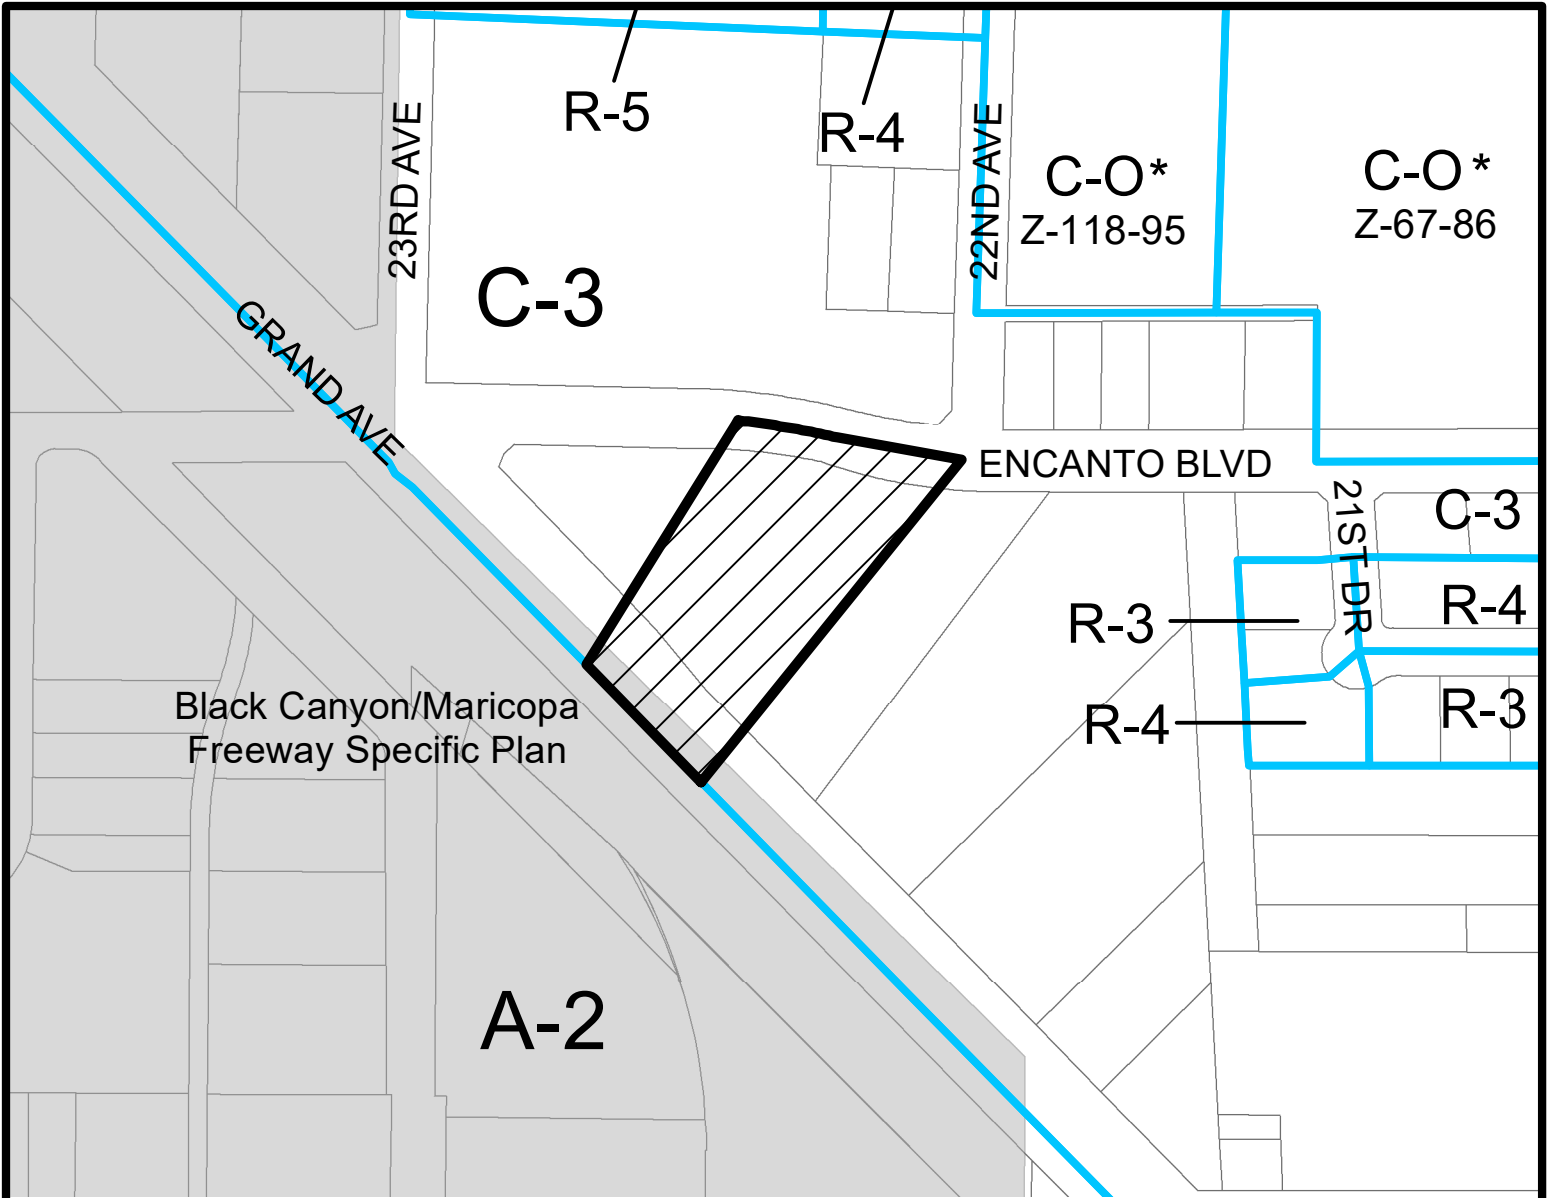 R-5
R-4
23RD AVE
22ND AVE
C-O*
Z-118-95
C-O*
Z-67-86
C-3
GRAND AVE
ENCANTO BLVD
21ST DR
C-3
R-3
R-4
R-4
R-3
Black Canyon/Maricopa
Freeway Specific Plan
A-2